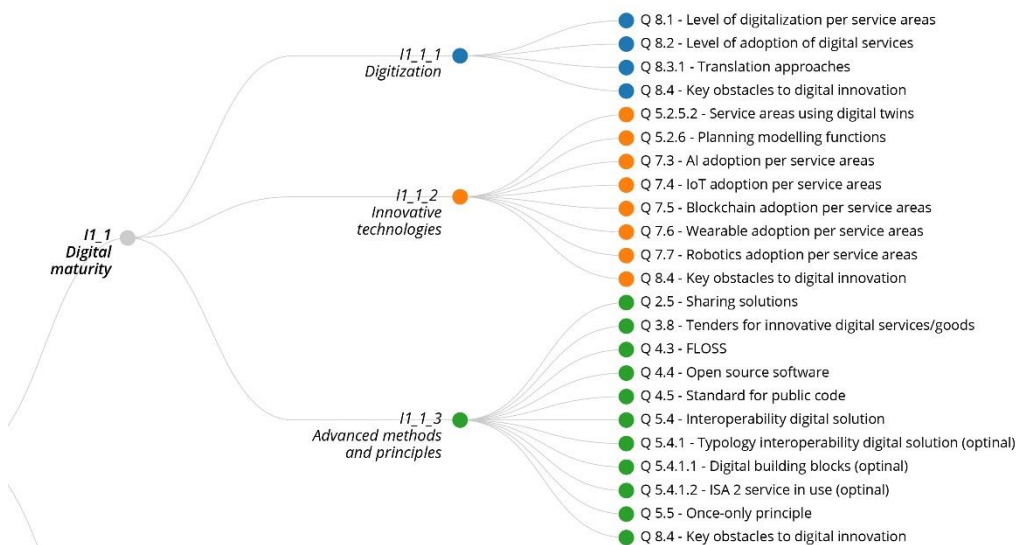 I1_1
Digital
maturity
I1_1_1
Digitization
Q 8.1 - Level of digitalization per service areas
Q 8.2 - Level of adoption of digital services
Q 8.3.1 - Translation approaches
Q 8.4 - Key obstacles to digital innovation
I1_1_2
Innovative
technologies
Q 5.2.5.2 - Service areas using digital twins
Q 5.2.6 - Planning modelling functions
Q 7.3 - AI adoption per service areas
Q 7.4 - IoT adoption per service areas
Q 7.5 - Blockchain adoption per service areas
Q 7.6 - Wearable adoption per service areas
Q 7.7 - Robotics adoption per service areas
Q 8.4 - Key obstacles to digital innovation
I1_1_3
Advanced methods
and principles
Q 2.5 - Sharing solutions
Q 3.8 - Tenders for innovative digital services/goods
Q 4.3 - FLOSS
Q 4.4 - Open source software
Q 4.5 - Standard for public code
Q 5.4 - Interoperability digital solution
Q 5.4.1 - Typology interoperability digital solution (optinal)
Q 5.4.1.1 - Digital building blocks (optinal)
Q 5.4.1.2 - ISA 2 service in use (optinal)
Q 5.5 - Once-only principle
Q 8.4 - Key obstacles to digital innovation